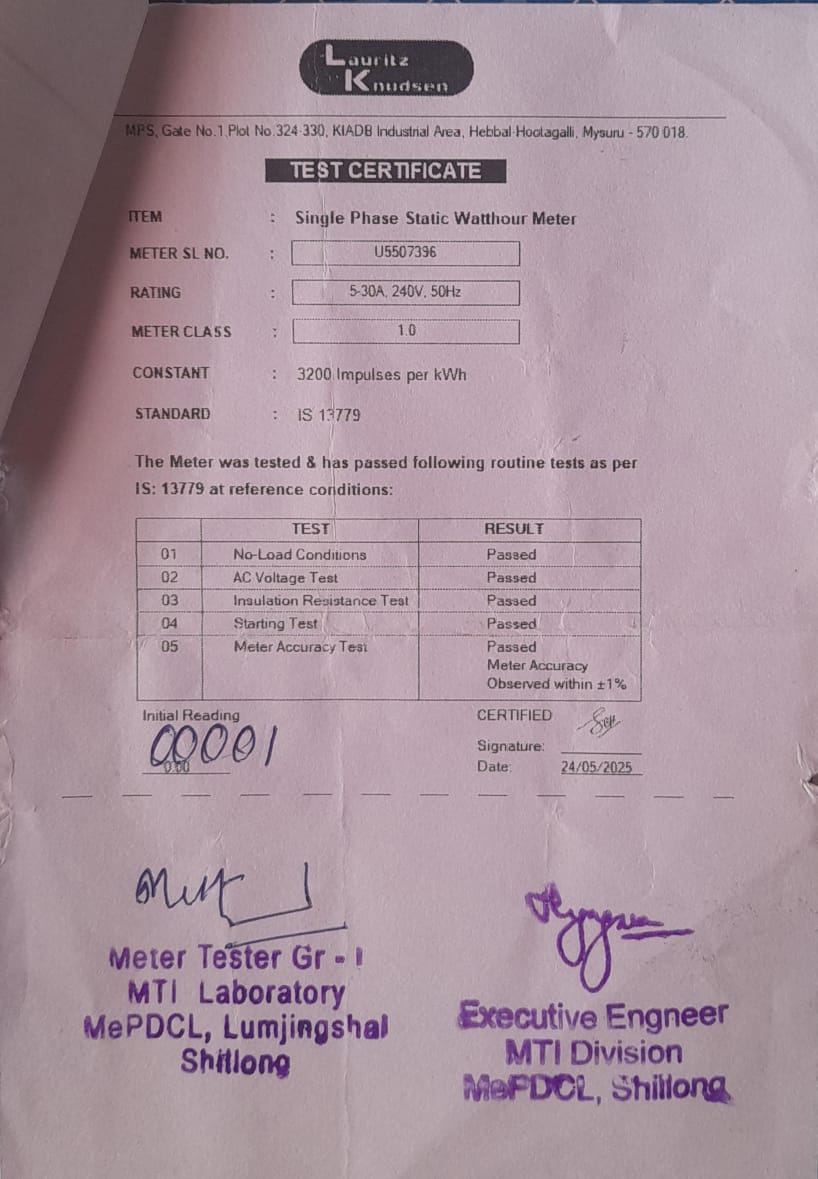 Lauritz
Knudsen
MPS, Gate No.1,Plot No.324-330, KIADB Industrial Area, Hebbal-Hootagalli, Mysuru - 570 018.
TEST CERTIFICATE
ITEM : Single Phase Static Watthour Meter
METER SL NO. : U5507396
RATING : 5-30A, 240V, 50Hz
METER CLASS : 1.0
CONSTANT : 3200 Impulses per kWh
STANDARD : IS 13779
The Meter was tested & has passed following routine tests as per
IS: 13779 at reference conditions:
TEST RESULT
01 No-Load Conditions Passed
02 AC Voltage Test Passed
03 Insulation Resistance Test Passed
04 Starting Test Passed
05 Meter Accuracy Test Passed
Meter Accuracy
Observed within ±1%
Initial Reading CERTIFIED
00001
0.00
Signature:
Date: 24/05/2025
Meter Tester Gr - I
MTI Laboratory
MePDCL, Lumjingshai
Shillong
Executive Engneer
MTI Division
MePDCL, Shillong